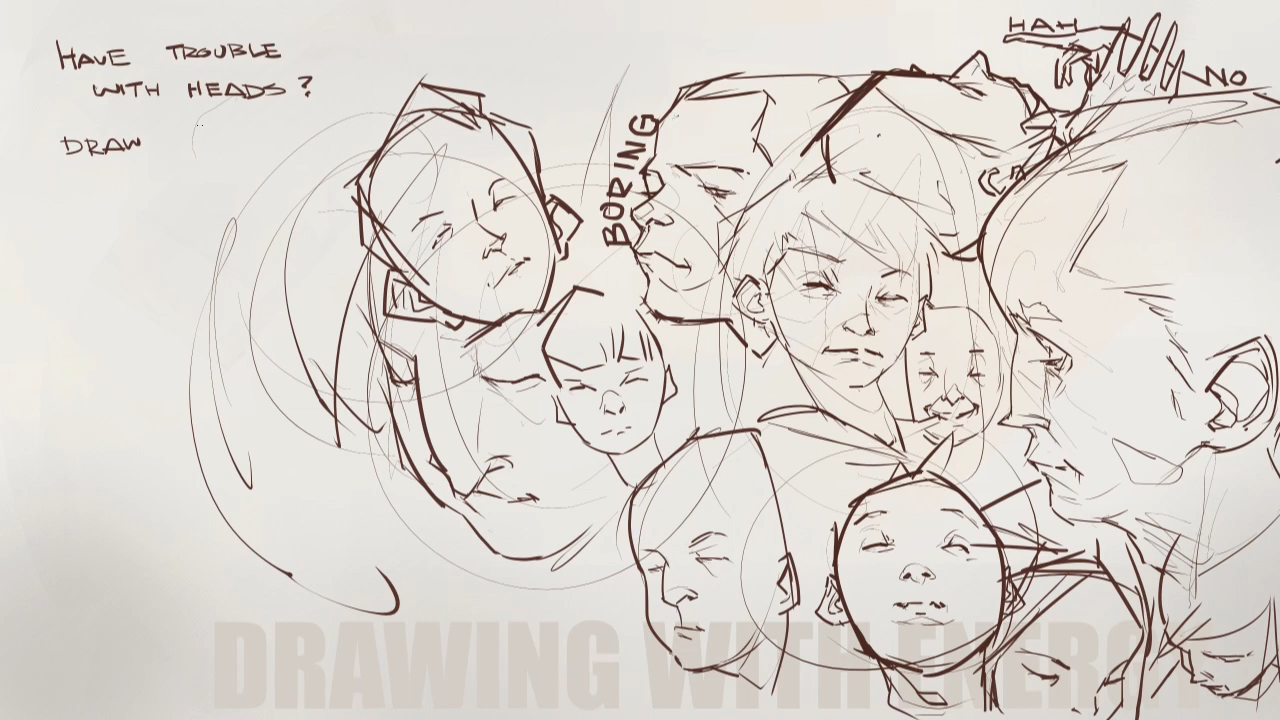 HAVE TROUBLE
WITH HEADS?
DRAW
BORING
HAH
NO
DRAWING WITH ENERGY